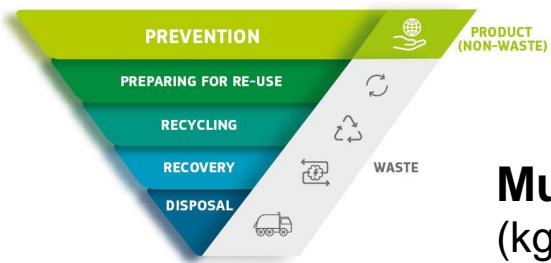 PREVENTION
PRODUCT
(NON-WASTE)
PREPARING FOR RE-USE
RECYCLING
RECOVERY
WASTE
DISPOSAL
Mu
(kg